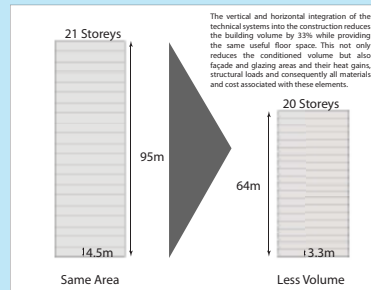 The vertical and horizontal integration of the
technical systems into the construction reduces
the building volume by 33% while providing
the same useful floor space. This not only
reduces the conditioned volume but also
façade and glazing areas and their heat gains,
structural loads and consequently all materials
and cost associated with these elements.
21 Storeys
20 Storeys
95m
64m
4.5m
3.3m
Same Area
Less Volume